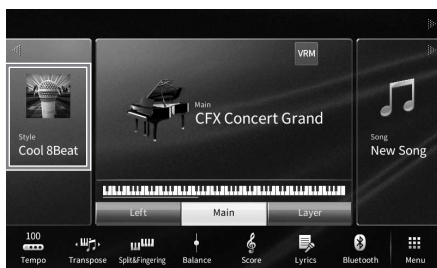 VRM
Main
CFX Concert Grand
Style
Cool 8Beat
Song
New Song
Left
Main
Layer
100
Tempo
Transpose
Split&Fingering
Balance
Score
Lyrics
Bluetooth
Menu